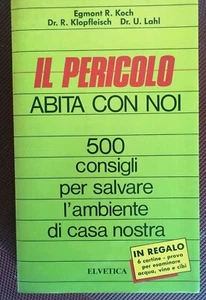 Egmont R. Koch
Dr. R. Klopfleisch Dr. U. Lahl
IL PERICOLO
ABITA CON NOI
500
consigli
per salvare
l'ambiente
di casa nostra
IN REGALO
6 cartine - prova
per esaminare
acqua, vino e cibi
ELVETICA